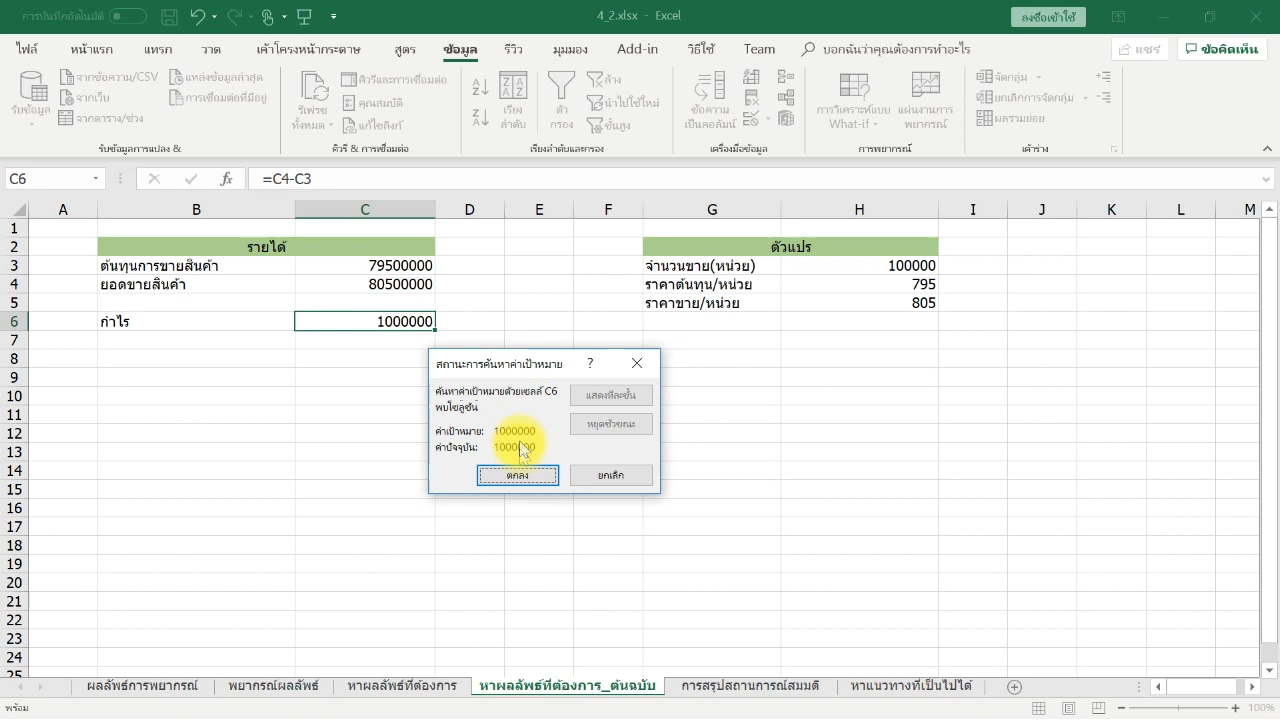 การบันทึกอัตโนมัติ
4_2.xlsx - Excel
ลงชื่อเข้าใช้
ไฟล์ หน้าแรก แทรก วาด เค้าโครงหน้ากระดาษ สูตร ข้อมูล รีวิว มุมมอง Add-in วิธีใช้ Team บอกฉันว่าคุณต้องการทำอะไร แชร์ ข้อคิดเห็น
รับข้อมูล
จากข้อความ/CSV
จากเว็บ
จากตาราง/ช่วง
แหล่งข้อมูลล่าสุด
การเชื่อมต่อที่มีอยู่
รับข้อมูลการแปลง &
รีเฟรช
ทั้งหมด
คิวรีและการเชื่อมต่อ
คุณสมบัติ
แก้ไขลิงก์
คิวรี & การเชื่อมต่อ
เรียง
ลำดับ
ตัว
กรอง
ล้าง
นำไปใช้ใหม่
ขั้นสูง
เรียงลำดับและกรอง
ข้อความ
เป็นคอลัมน์
เครื่องมือข้อมูล
การวิเคราะห์แบบ
What-if
แผ่นงานการ
พยากรณ์
การพยากรณ์
จัดกลุ่ม
ยกเลิกการจัดกลุ่ม
ผลรวมย่อย
เค้าร่าง
C6 fx =C4-C3
A B C D E F G H I J K L M
1
2 รายได้ ตัวแปร
3 ต้นทุนการขายสินค้า 79500000 จำนวนขาย(หน่วย) 100000
4 ยอดขายสินค้า 80500000 ราคาต้นทุน/หน่วย 795
5 ราคาขาย/หน่วย 805
6 กำไร 1000000
7
8
9
10
11
12
13
14
15
16
17
18
19
20
21
22
23
24
25
สถานะการค้นหาค่าเป้าหมาย ?
ค้นหาค่าเป้าหมายด้วยเซลล์ C6
พบโซลูชัน
ค่าเป้าหมาย: 1000000
ค่าปัจจุบัน: 1000000
แสดงทีละขั้น
หยุดชั่วขณะ
ตกลง ยกเลิก
ผลลัพธ์การพยากรณ์ พยากรณ์ผลลัพธ์ หาผลลัพธ์ที่ต้องการ หาผลลัพธ์ที่ต้องการ_ต้นฉบับ การสรุปสถานการณ์สมมติ หาแนวทางที่เป็นไปได้
พร้อม 100%